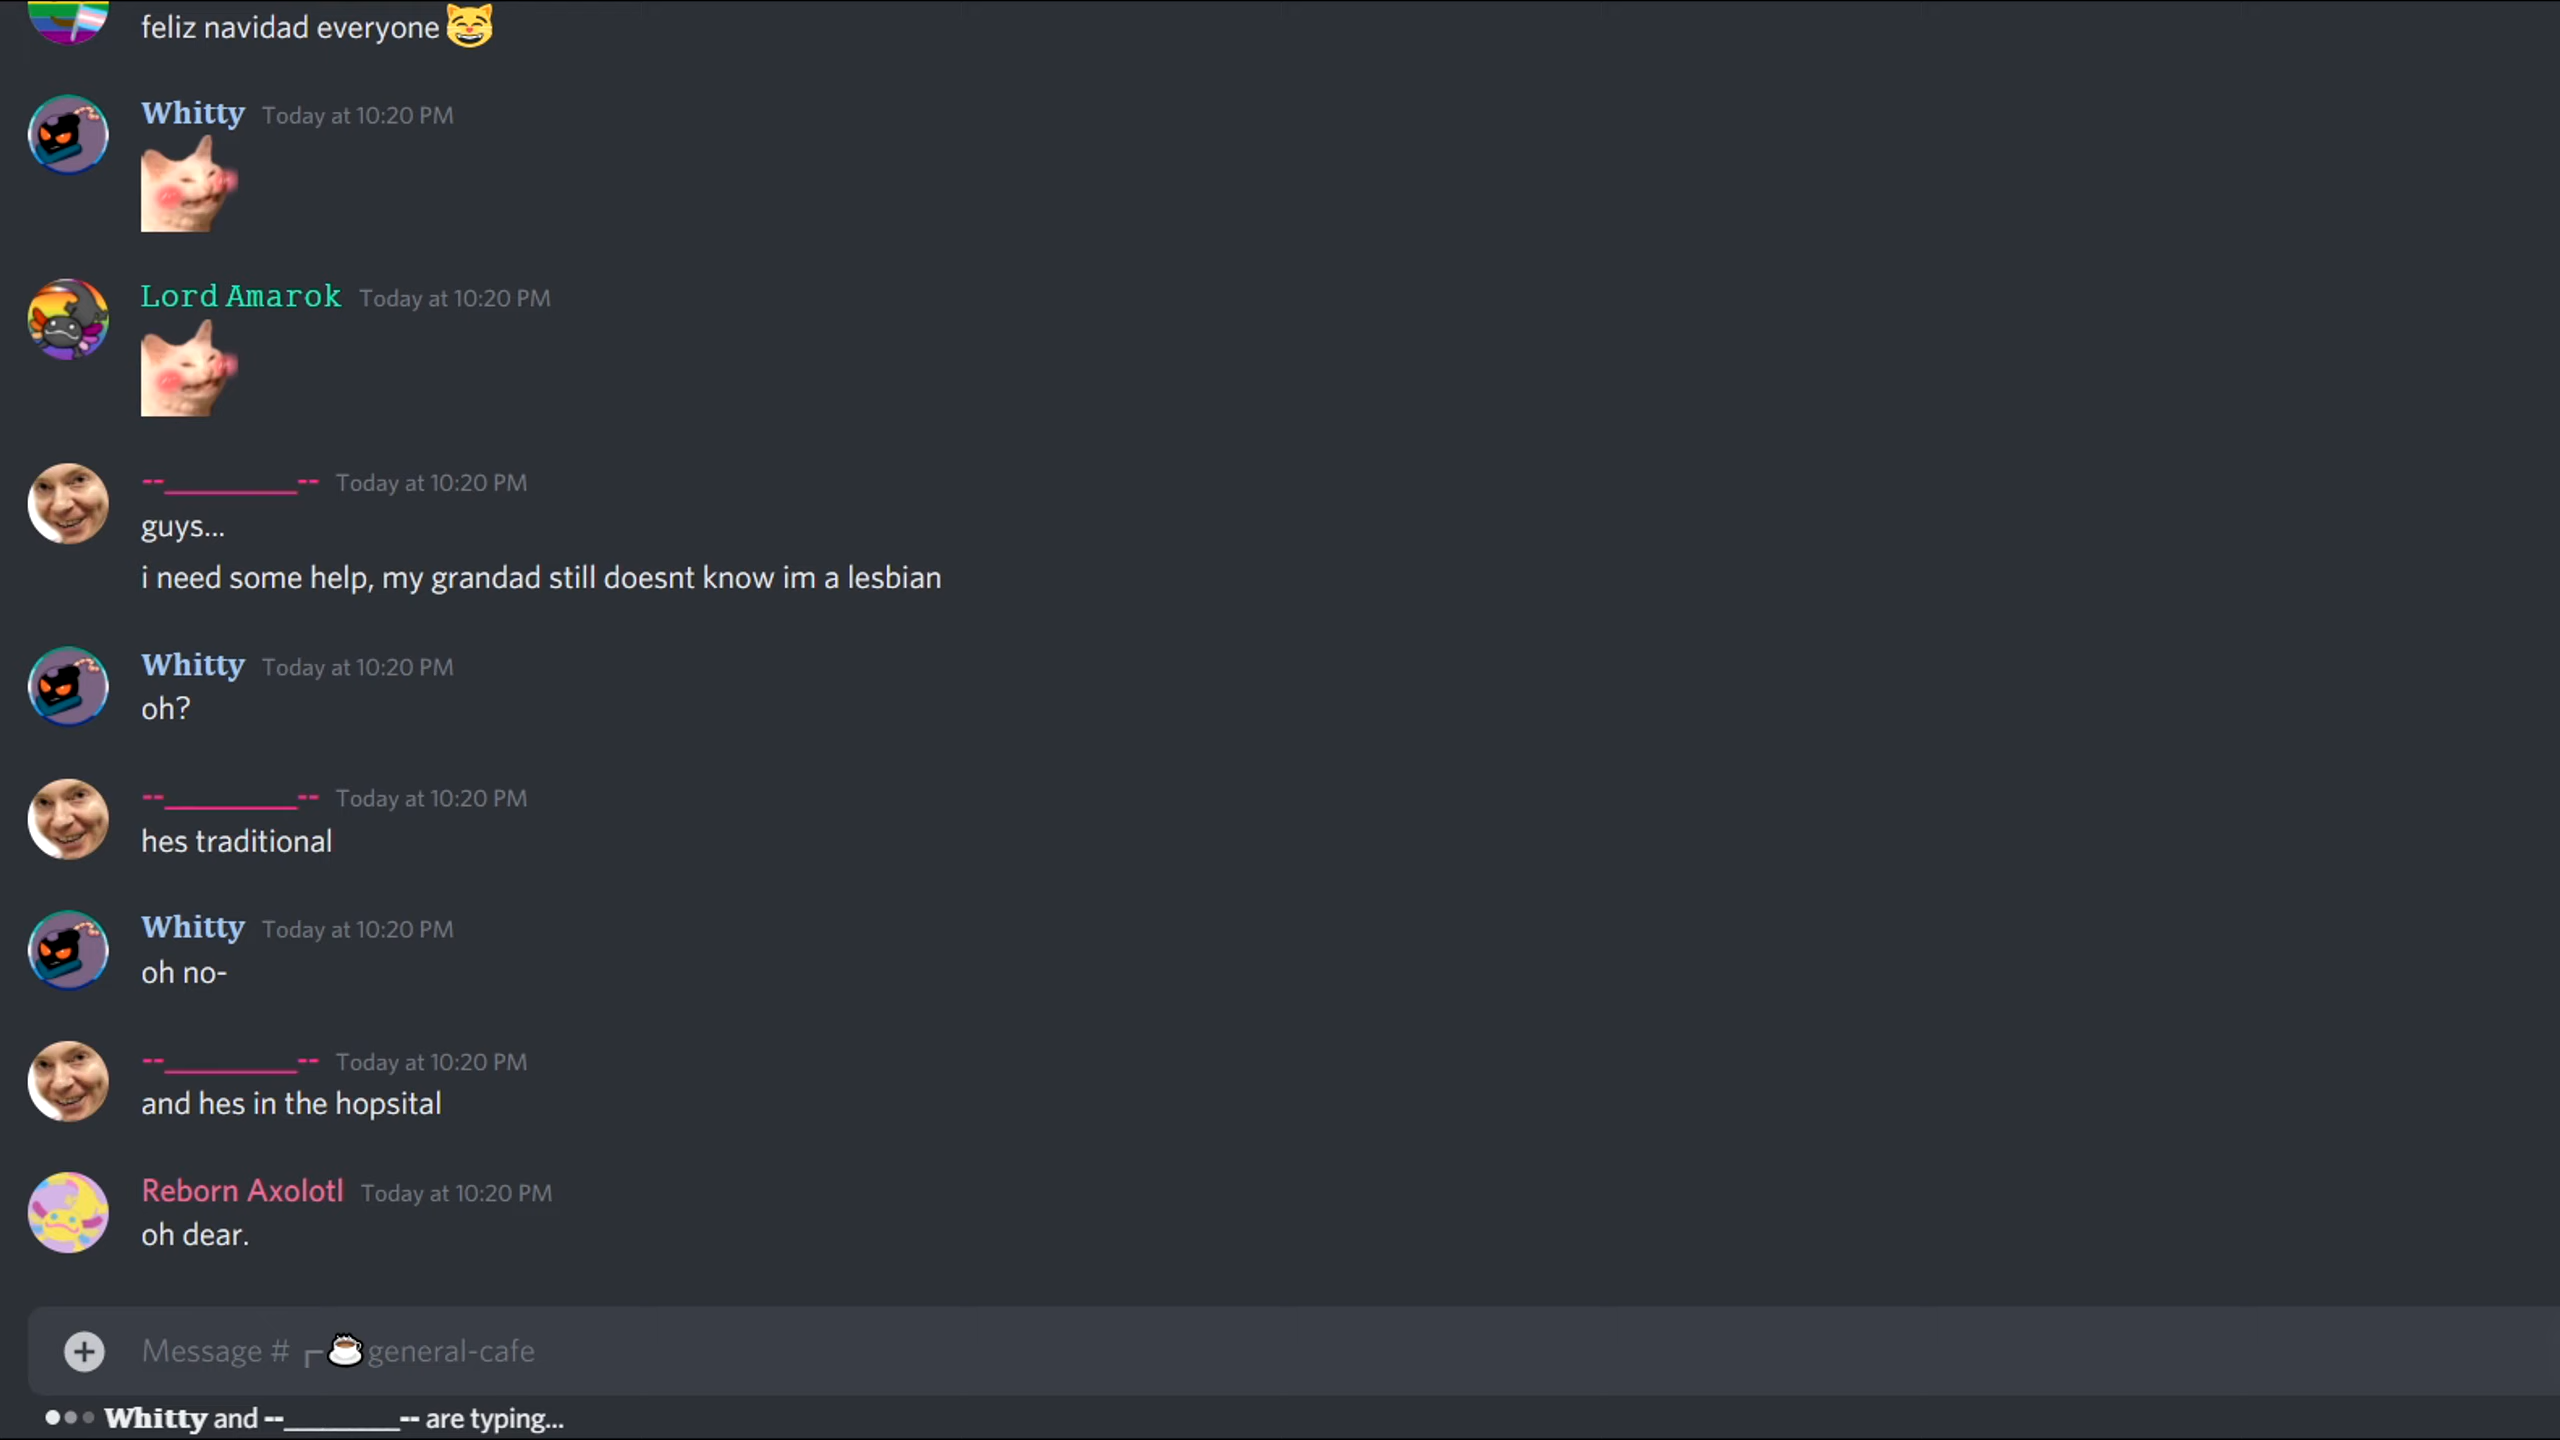 feliz navidad everyone
Whitty Today at 10:20 PM
Lord Amarok Today at 10:20 PM
--_________-- Today at 10:20 PM
guys...
i need some help, my grandad still doesnt know im a lesbian
Whitty Today at 10:20 PM
oh?
--_________-- Today at 10:20 PM
hes traditional
Whitty Today at 10:20 PM
oh no-
--_________-- Today at 10:20 PM
and hes in the hopsital
Reborn Axolotl Today at 10:20 PM
oh dear.
Message # ┌☕general-cafe
Whitty and --_________-- are typing...